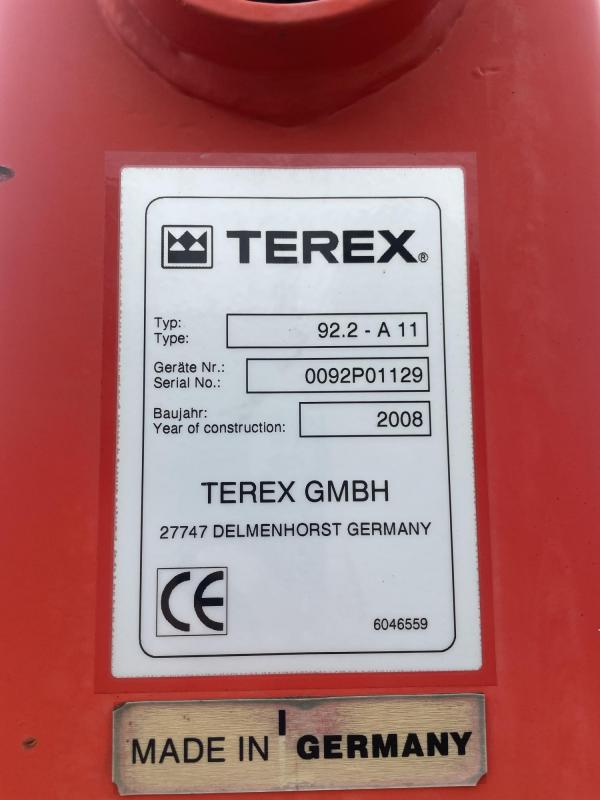 TEREX®
Typ:
Type:
92.2 - A 11
Geräte Nr.:
Serial No.:
0092P01129
Baujahr:
Year of construction:
2008
TEREX GMBH
27747 DELMENHORST GERMANY
CE
6046559
MADE IN GERMANY